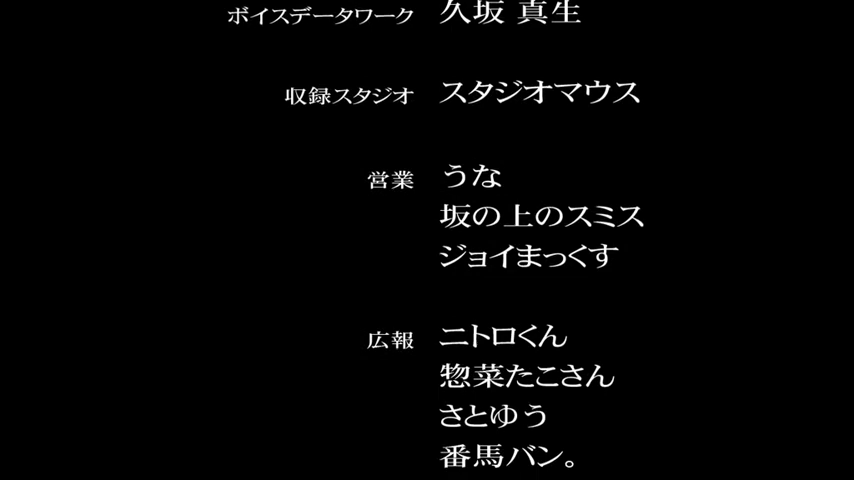 ボイスデータワーク 久坂 真生
収録スタジオ スタジオマウス
営業 うな
坂の上のスミス
ジョイまっくす
広報 ニトロくん
惣菜たこさん
さとゆう
番馬バン。